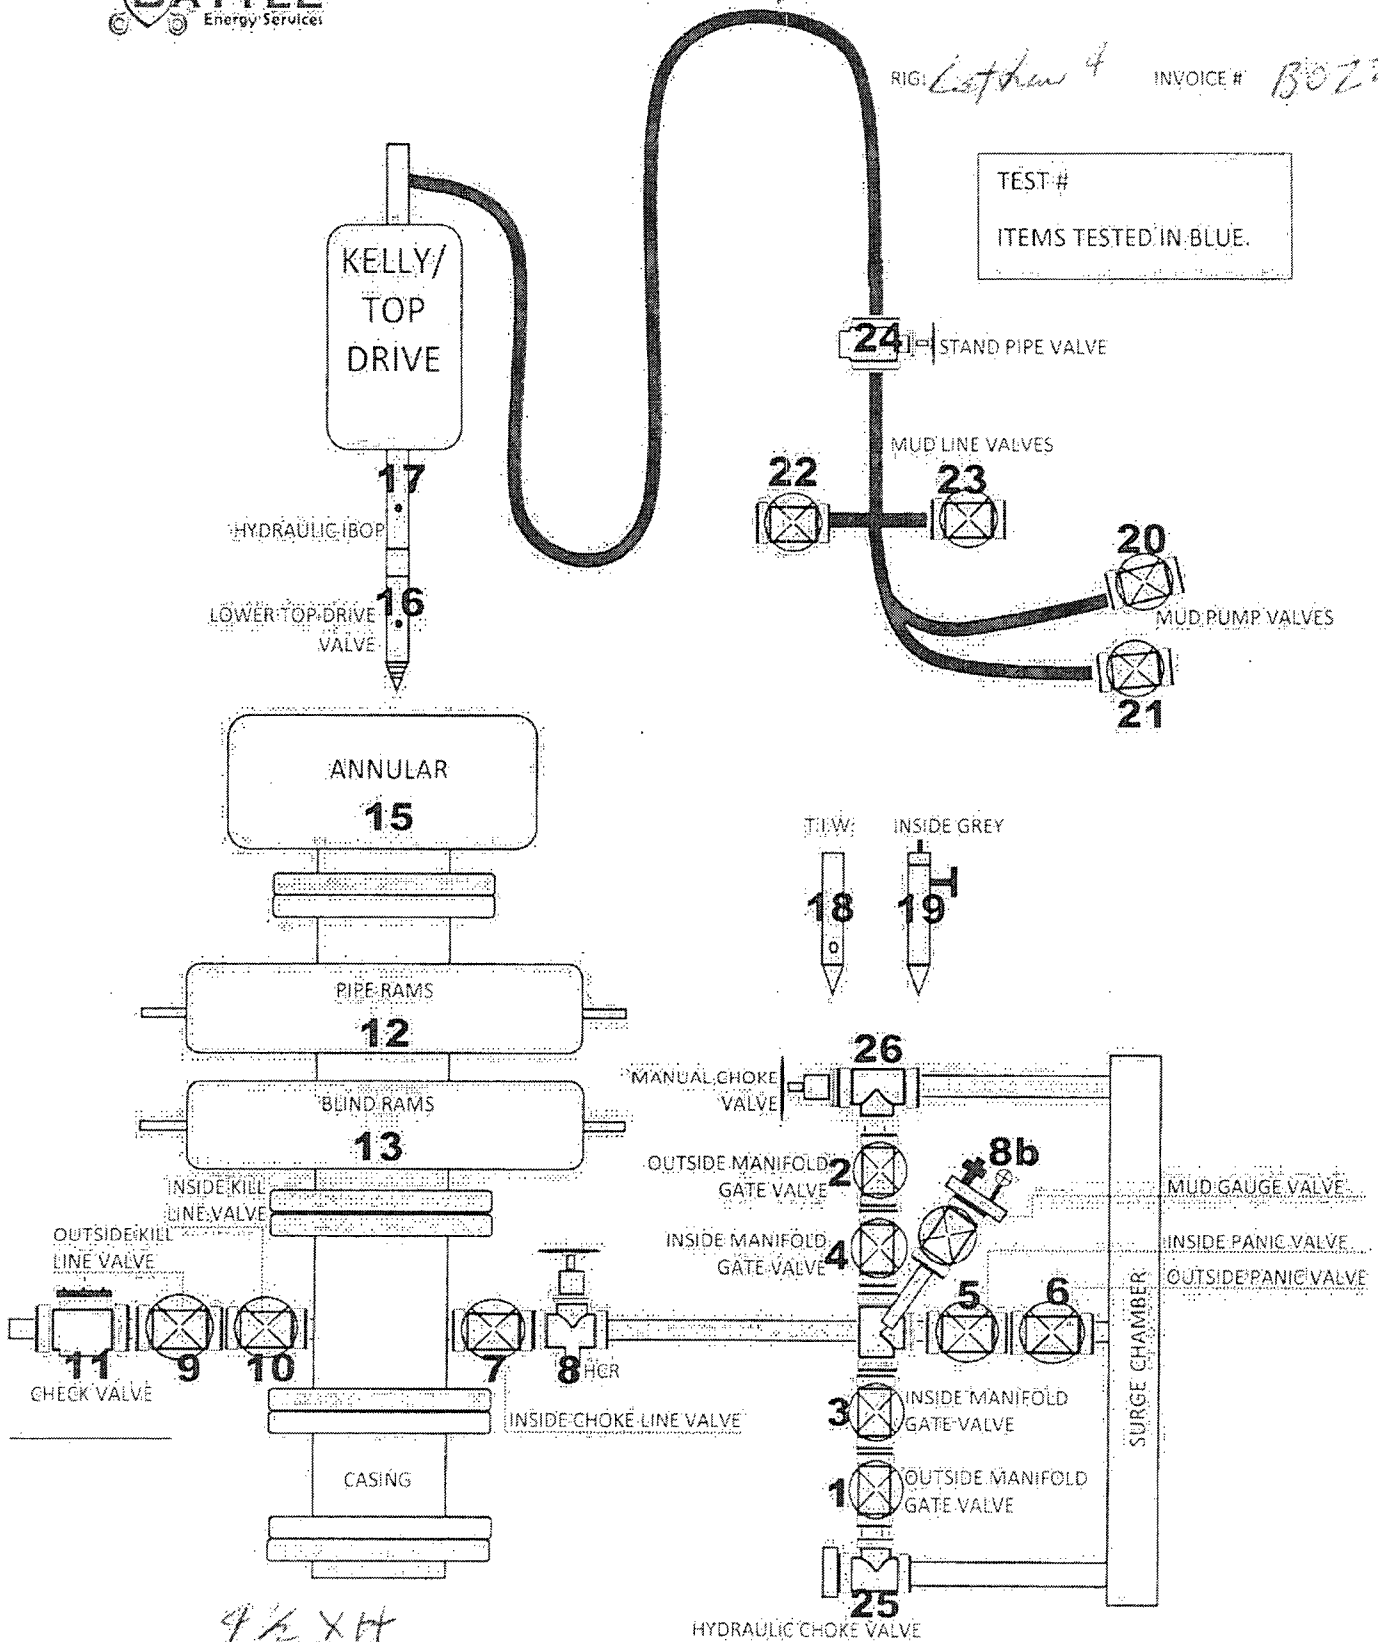 Energy Services
RIG: Latshaw 4 INVOICE #
TEST #
ITEMS TESTED IN BLUE.
KELLY/
TOP
DRIVE
24
STAND PIPE VALVE
MUD LINE VALVES
22
23
17
HYDRAULIC IBOP
20
MUD PUMP VALVES
16
LOWER TOP DRIVE
VALVE
21
ANNULAR
15
T.I.W.
INSIDE GREY
18
19
PIPE RAMS
12
26
MANUAL CHOKE
VALVE
BLIND RAMS
13
OUTSIDE MANIFOLD
GATE VALVE
2
8b
MUD GAUGE VALVE
INSIDE KILL
LINE VALVE
OUTSIDE KILL
LINE VALVE
INSIDE MANIFOLD
GATE VALVE
4
INSIDE PANIC VALVE
OUTSIDE PANIC VALVE
5
6
11
9
10
7
8
HCR
CHECK VALVE
INSIDE CHOKE LINE VALVE
3
INSIDE MANIFOLD
GATE VALVE
SURGE CHAMBER
CASING
1
OUTSIDE MANIFOLD
GATE VALVE
25
HYDRAULIC CHOKE VALVE
4 1/2 XH